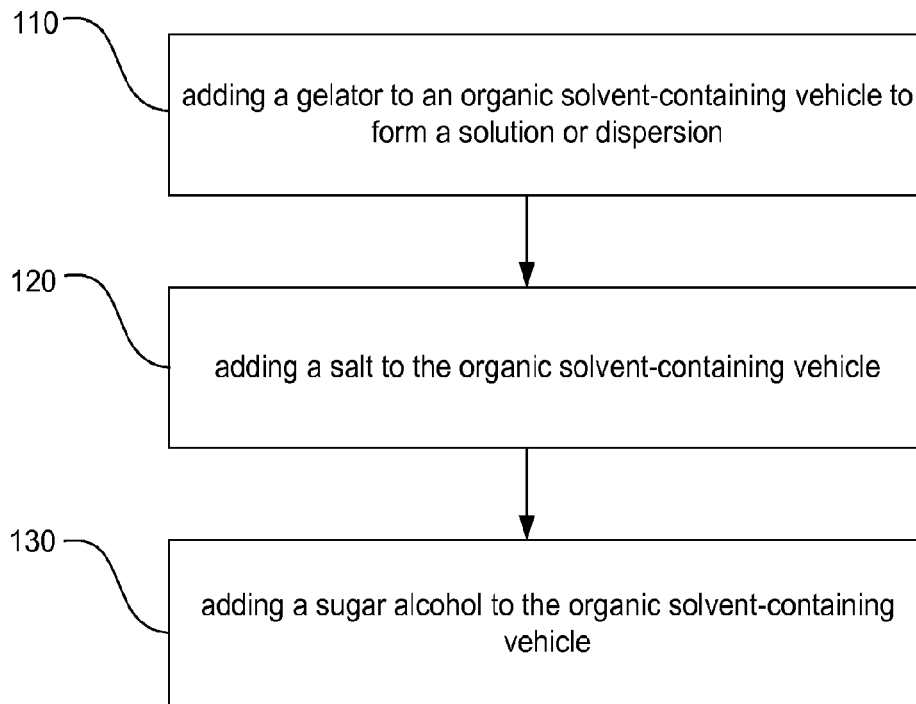 110
adding a gelator to an organic solvent-containing vehicle to
form a solution or dispersion
120
adding a salt to the organic solvent-containing vehicle
130
adding a sugar alcohol to the organic solvent-containing
vehicle